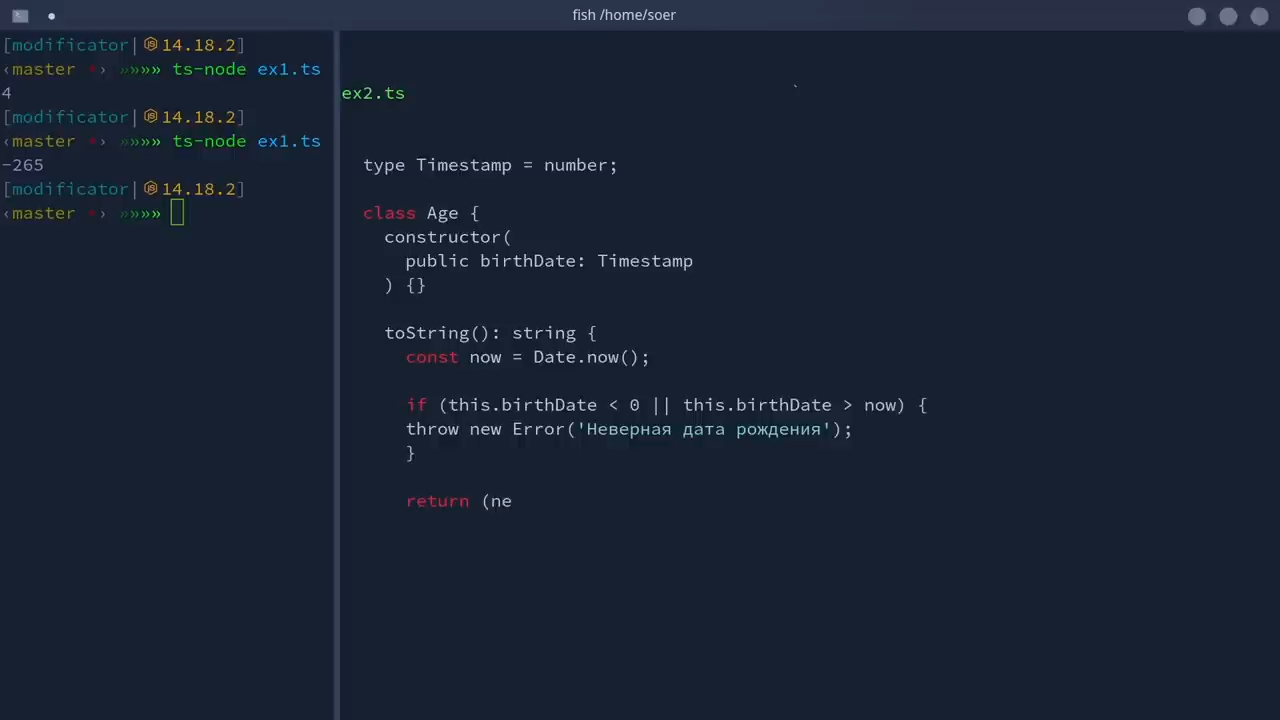 fish /home/soer
[modificator|14.18.2]
‹master •› »»»» ts-node ex1.ts
4
[modificator|14.18.2]
‹master •› »»»» ts-node ex1.ts
-265
[modificator|14.18.2]
‹master •› »»»»
ex2.ts
type Timestamp = number;
class Age {
constructor(
public birthDate: Timestamp
) {}
toString(): string {
const now = Date.now();
if (this.birthDate < 0 || this.birthDate > now) {
throw new Error('Неверная дата рождения');
}
return (ne